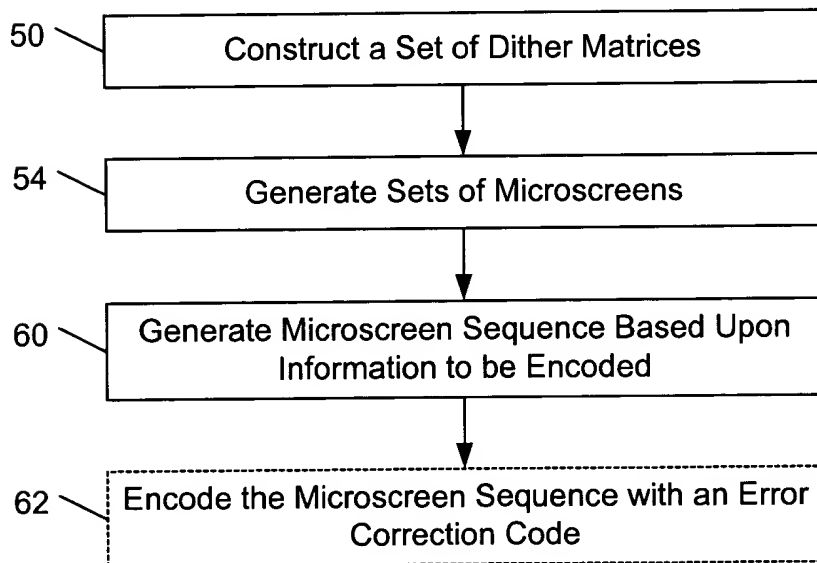 50
Construct a Set of Dither Matrices
54
Generate Sets of Microscreens
60
Generate Microscreen Sequence Based Upon
Information to be Encoded
62
Encode the Microscreen Sequence with an Error
Correction Code